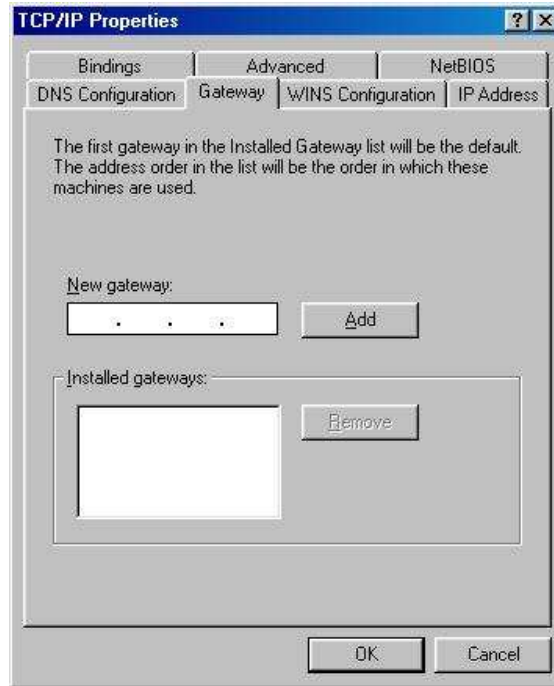 TCP/IP Properties
? X
Bindings
Advanced
NetBIOS
DNS Configuration
Gateway
WINS Configuration
IP Address
The first gateway in the Installed Gateway list will be the default.
The address order in the list will be the order in which these
machines are used.
New gateway:
. . .
Add
Installed gateways:
Remove
OK
Cancel